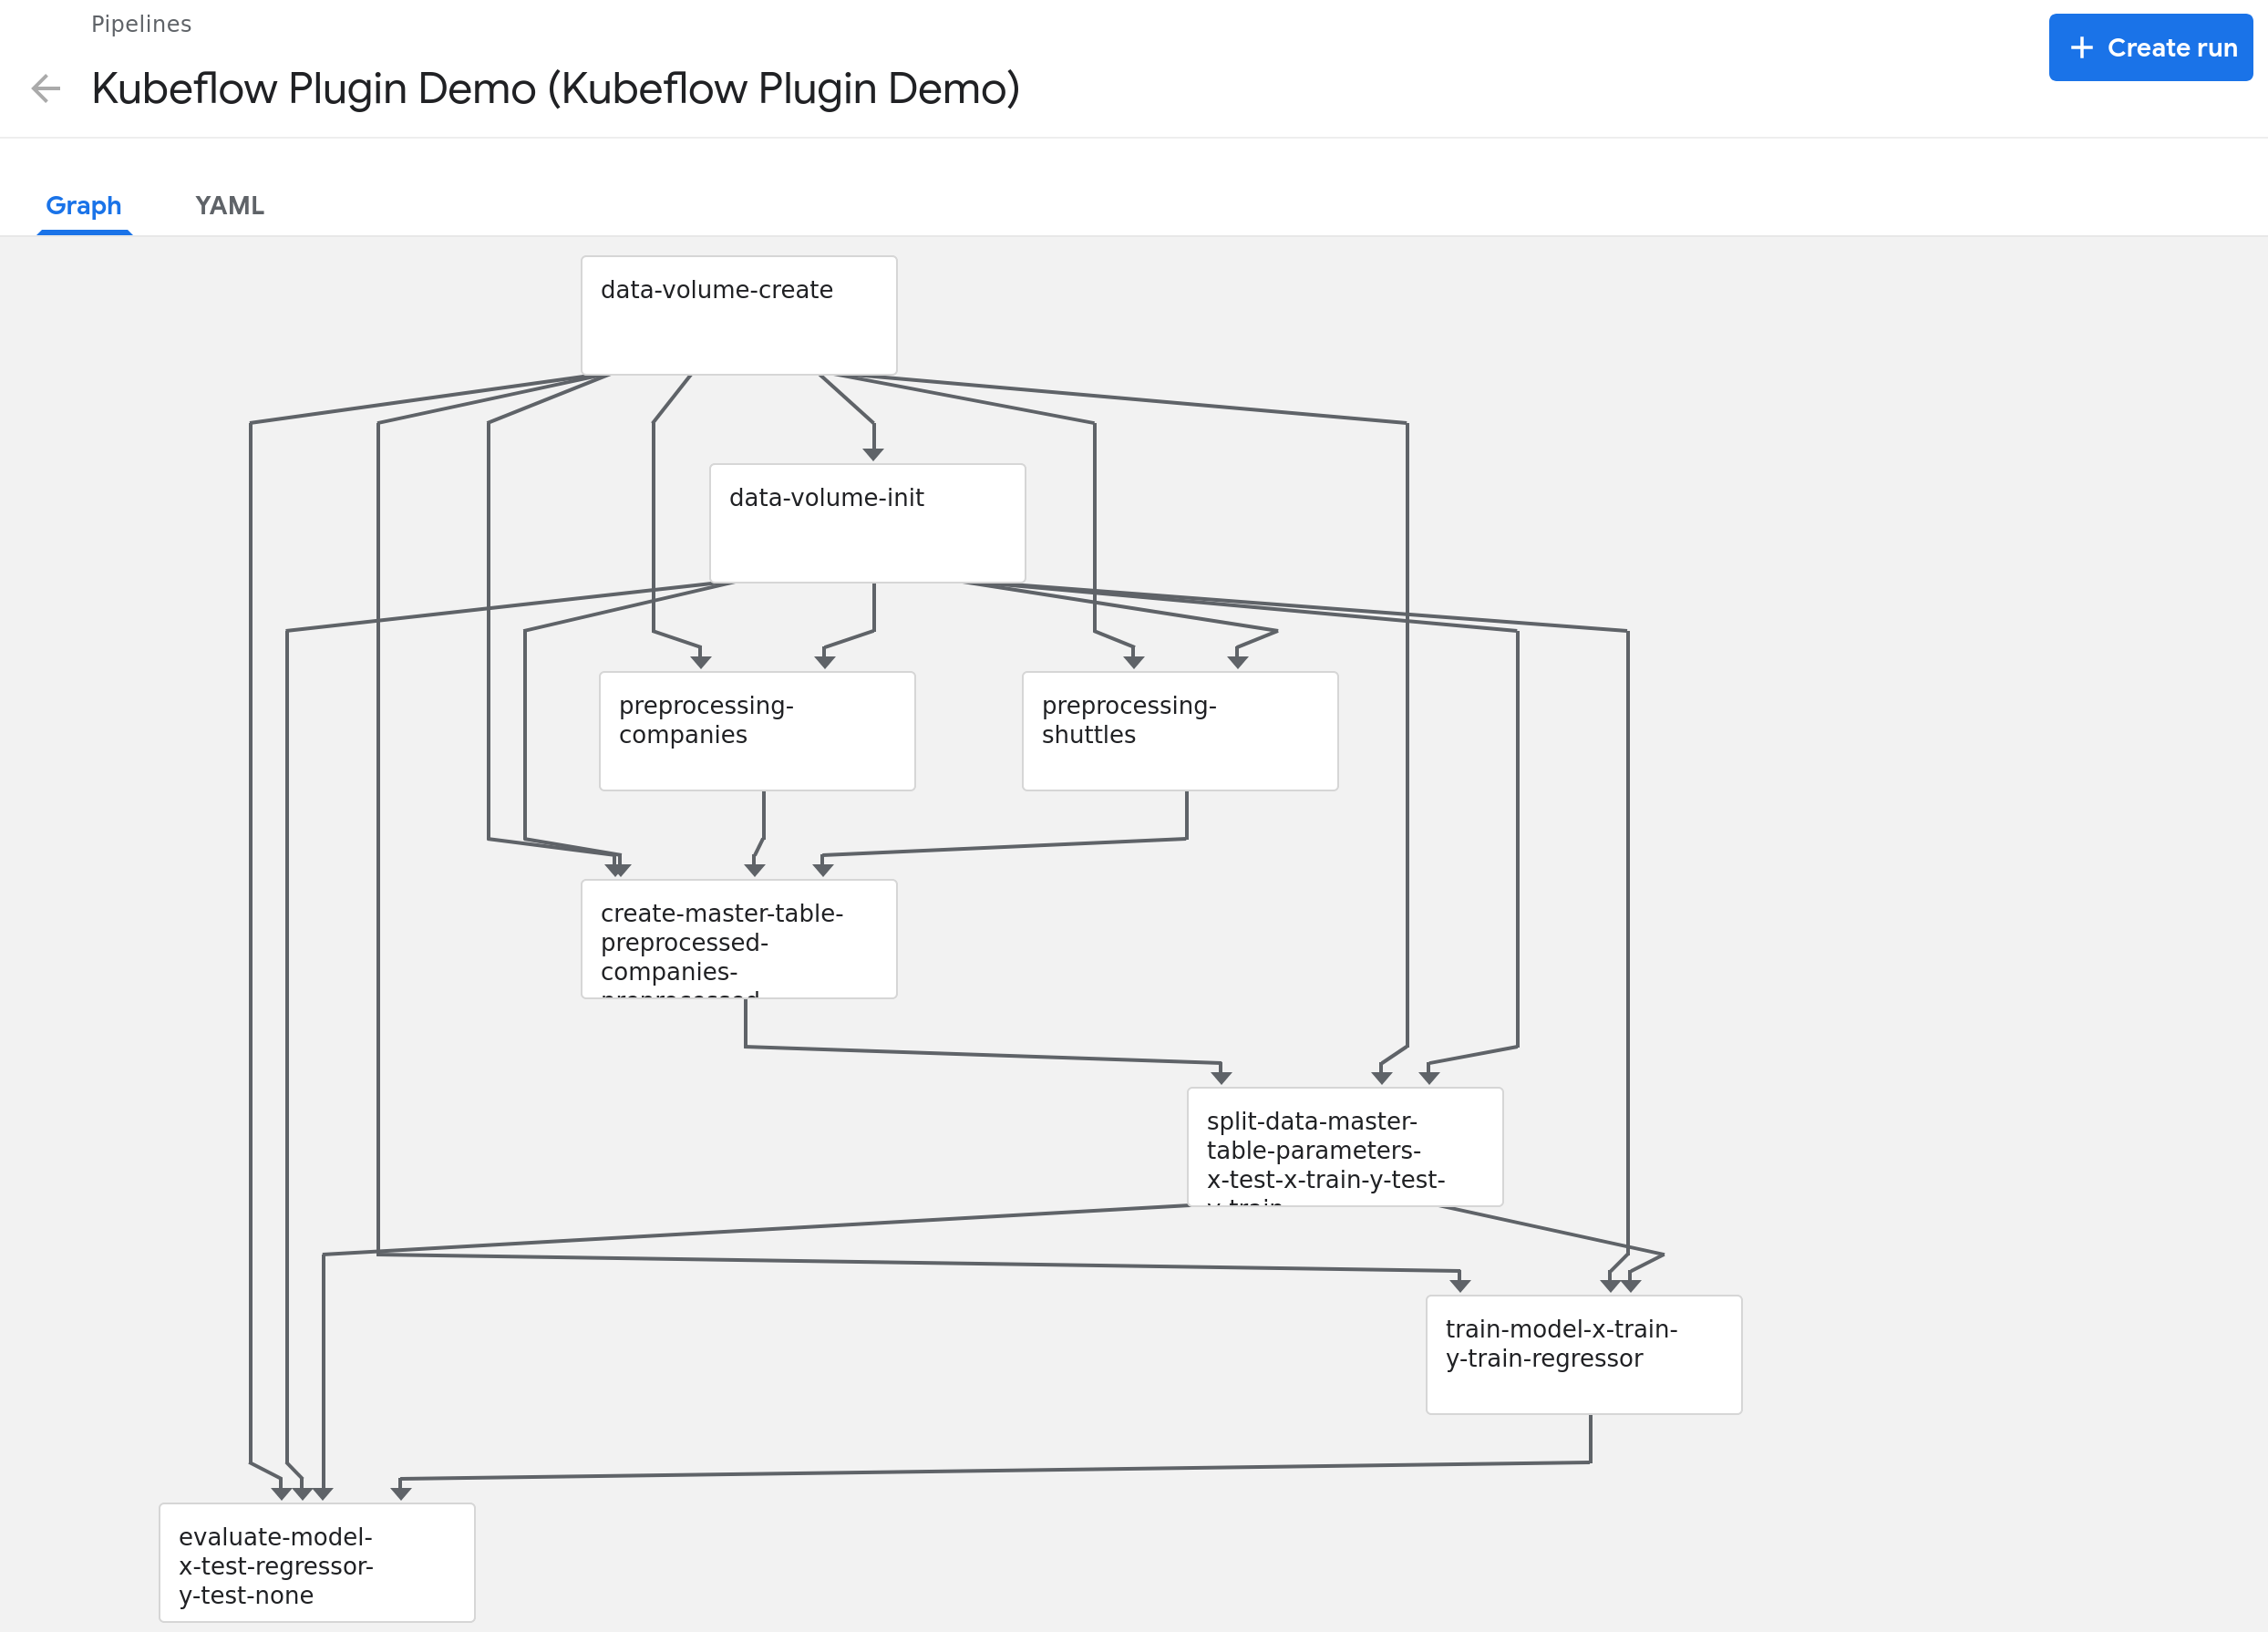 Pipelines
Kubeflow Plugin Demo (Kubeflow Plugin Demo)
+ Create run
Graph
YAML
data-volume-create
data-volume-init
preprocessing-
companies
preprocessing-
shuttles
create-master-table-
preprocessed-
companies-
preprocessed
split-data-master-
table-parameters-
x-test-x-train-y-test-
y-train
train-model-x-train-
y-train-regressor
evaluate-model-
x-test-regressor-
y-test-none